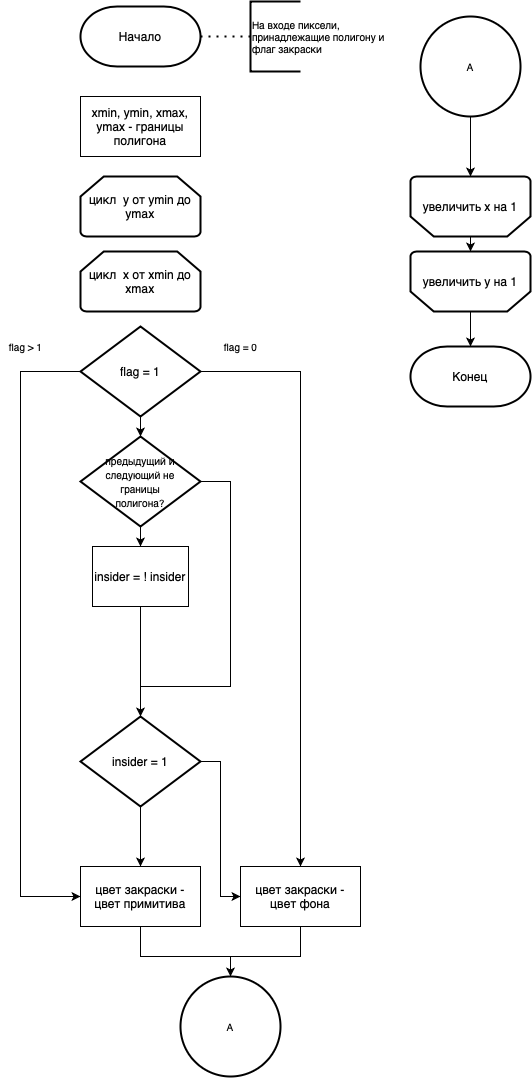 Начало
На входе пиксели,
принадлежащие полигону и
флаг закраски
А
xmin, ymin, xmax,
ymax - границы
полигона
цикл y от ymin до
ymax
увеличить x на 1
цикл x от xmin до
xmax
увеличить y на 1
flag > 1
flag = 0
flag = 1
Конец
предыдущий и
следующий не
границы
полигона?
insider = ! insider
insider = 1
цвет закраски -
цвет примитива
цвет закраски -
цвет фона
А